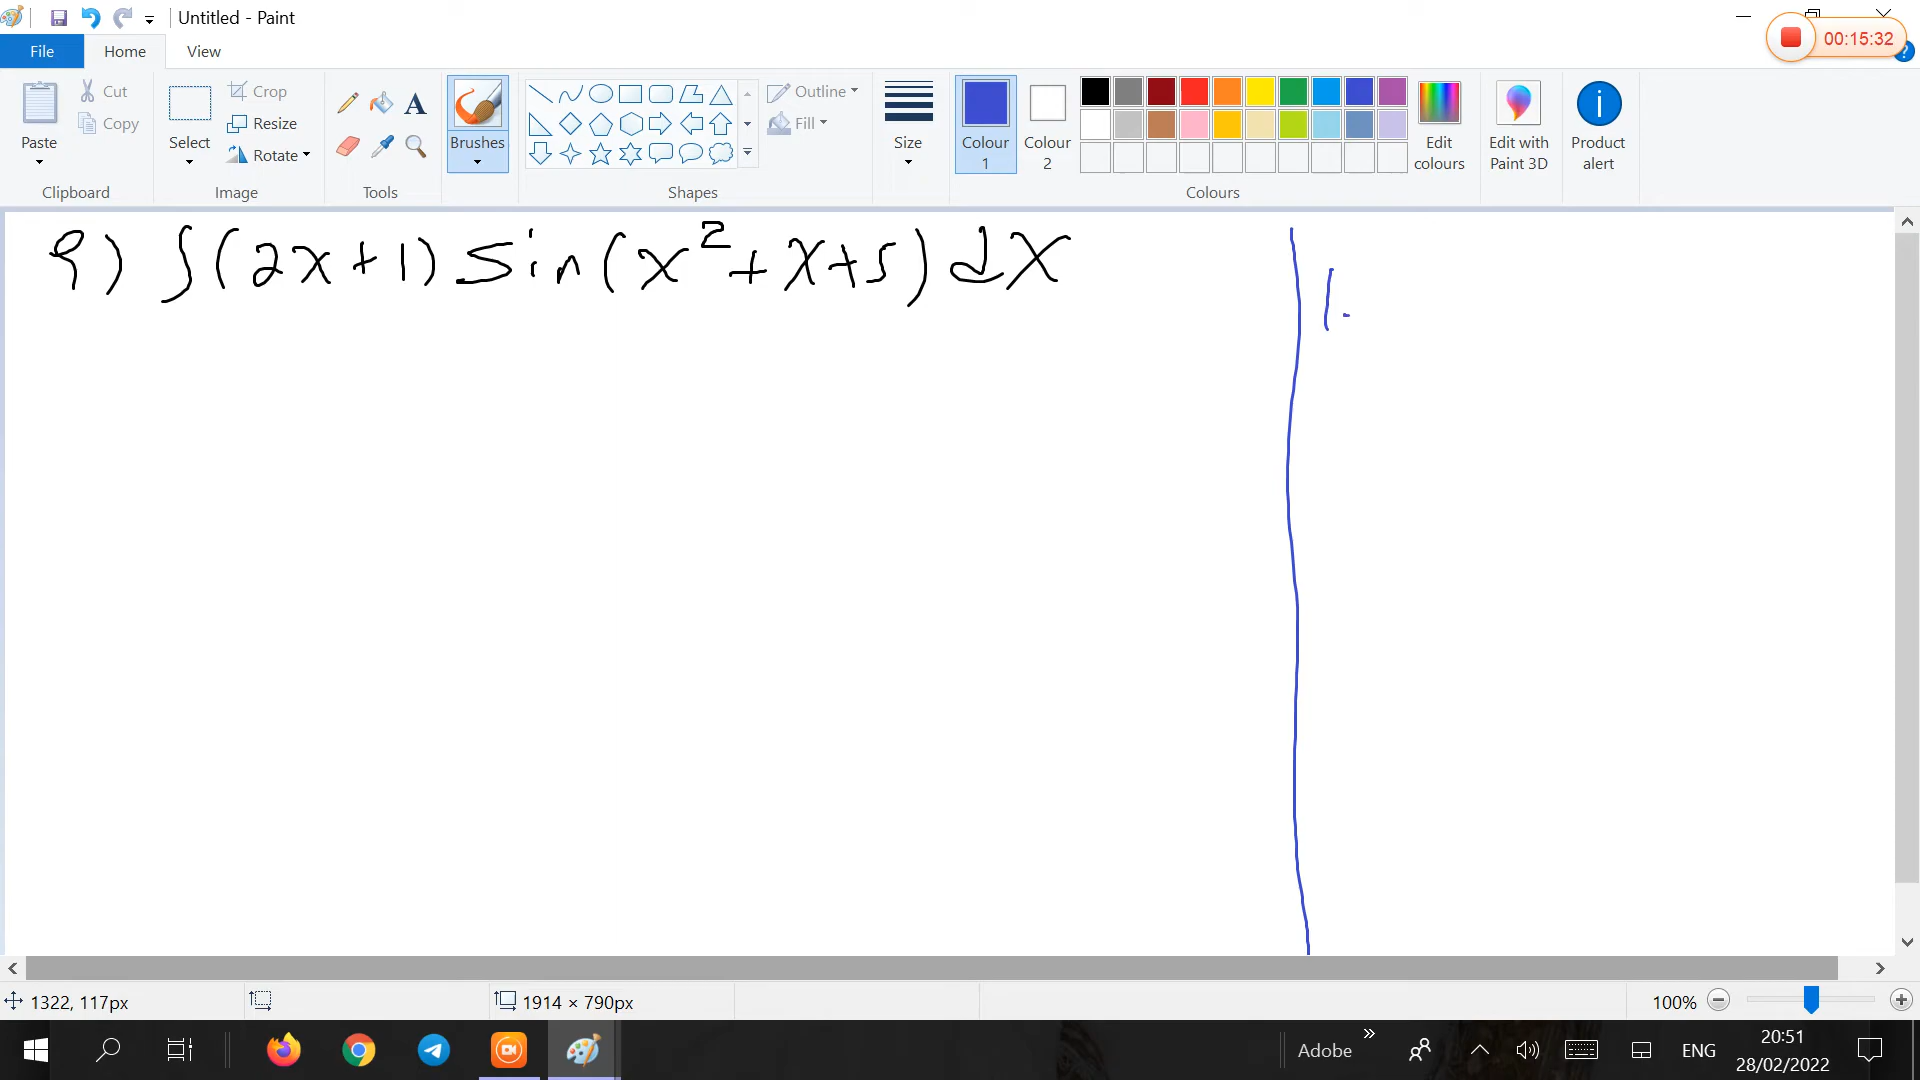 Untitled - Paint
00:15:32
File Home View
Cut
Copy
Paste
Clipboard
Select
Crop
Resize
Rotate
Image
A
Tools
Brushes
Shapes
Outline
Fill
Size
Colour 1
Colour 2
Colours
Edit colours
Edit with Paint 3D
Product alert
9) ∫(2x+1) Sin(x²+x+5) dx
1.
1322, 117px
1914 × 790px
100%
Adobe
ENG
20:51
28/02/2022